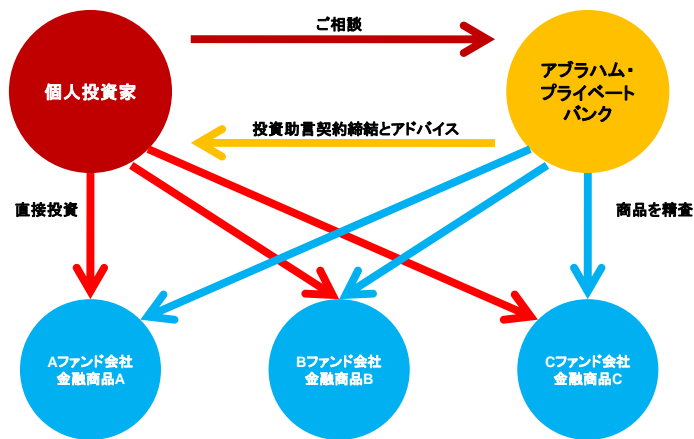 ご相談
個人投資家
アブラハム・
プライベート
バンク
投資助言契約締結とアドバイス
直接投資
商品を精査
Aファンド会社
金融商品A
Bファンド会社
金融商品B
Cファンド会社
金融商品C